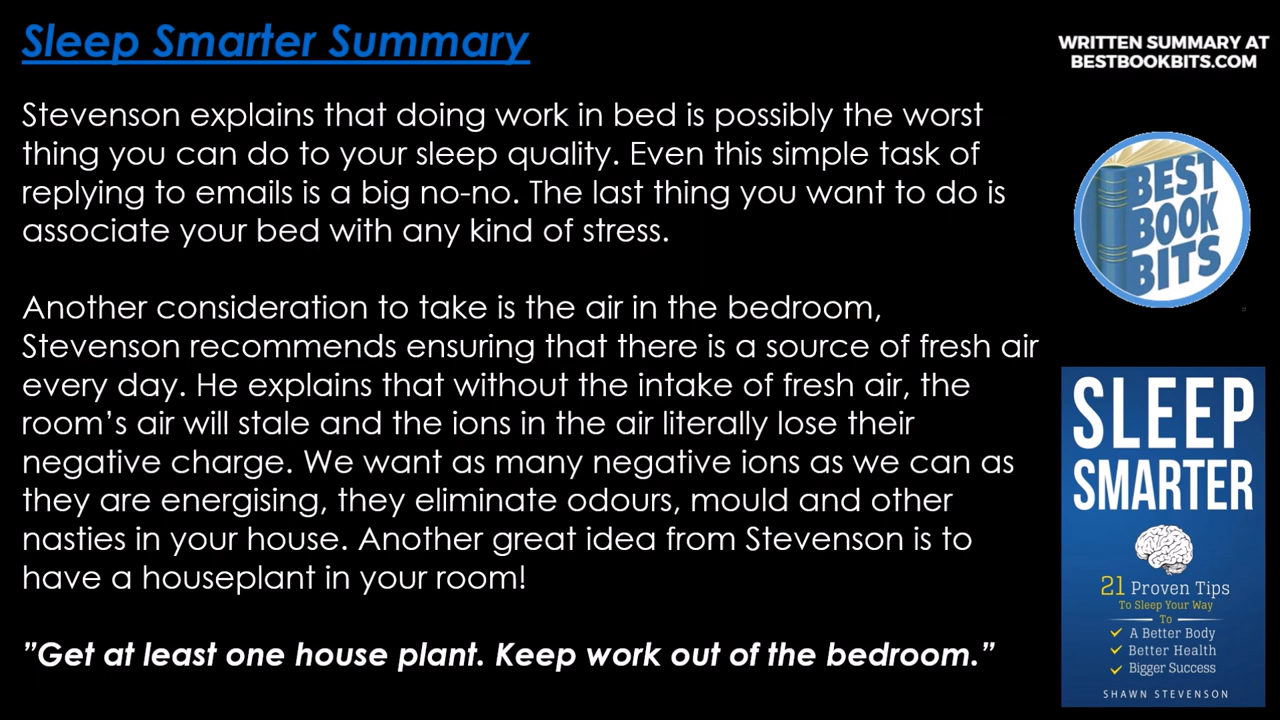 Sleep Smarter Summary
WRITTEN SUMMARY AT
BESTBOOKBITS.COM
Stevenson explains that doing work in bed is possibly the worst
thing you can do to your sleep quality. Even this simple task of
replying to emails is a big no-no. The last thing you want to do is
associate your bed with any kind of stress.
Another consideration to take is the air in the bedroom,
Stevenson recommends ensuring that there is a source of fresh air
every day. He explains that without the intake of fresh air, the
room’s air will stale and the ions in the air literally lose their
negative charge. We want as many negative ions as we can as
they are energising, they eliminate odours, mould and other
nasties in your house. Another great idea from Stevenson is to
have a houseplant in your room!
”Get at least one house plant. Keep work out of the bedroom.”
BEST
BOOK
BITS
SLEEP
SMARTER
21 Proven Tips
To Sleep Your Way
To
A Better Body
Better Health
Bigger Success
SHAWN STEVENSON